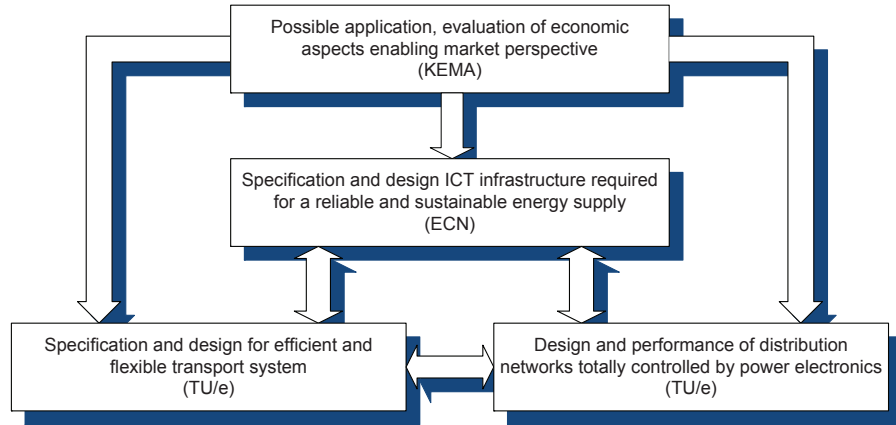 Possible application, evaluation of economic
aspects enabling market perspective
(KEMA)
Specification and design ICT infrastructure required
for a reliable and sustainable energy supply
(ECN)
Specification and design for efficient and
flexible transport system
(TU/e)
Design and performance of distribution
networks totally controlled by power electronics
(TU/e)